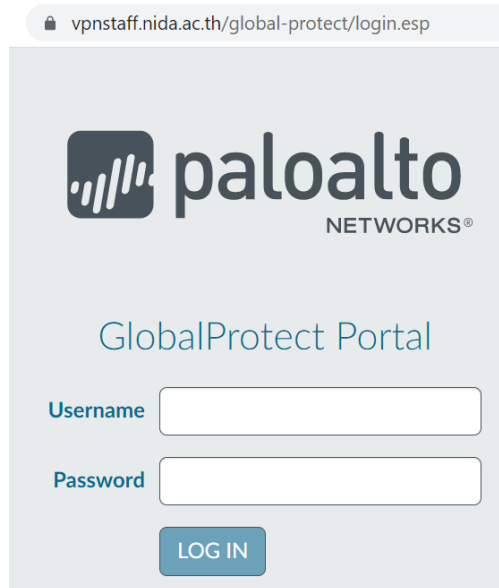 vpnstaff.nida.ac.th/global-protect/login.esp
paloalto
NETWORKS®
GlobalProtect Portal
Username
Password
LOG IN